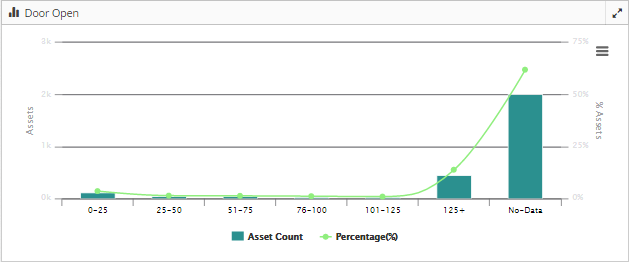 Door Open
3k
75%
2k
50%
Assets
% Assets
1k
25%
0k
0%
0-25 25-50 51-75 76-100 101-125 125+ No-Data
Asset Count Percentage(%)